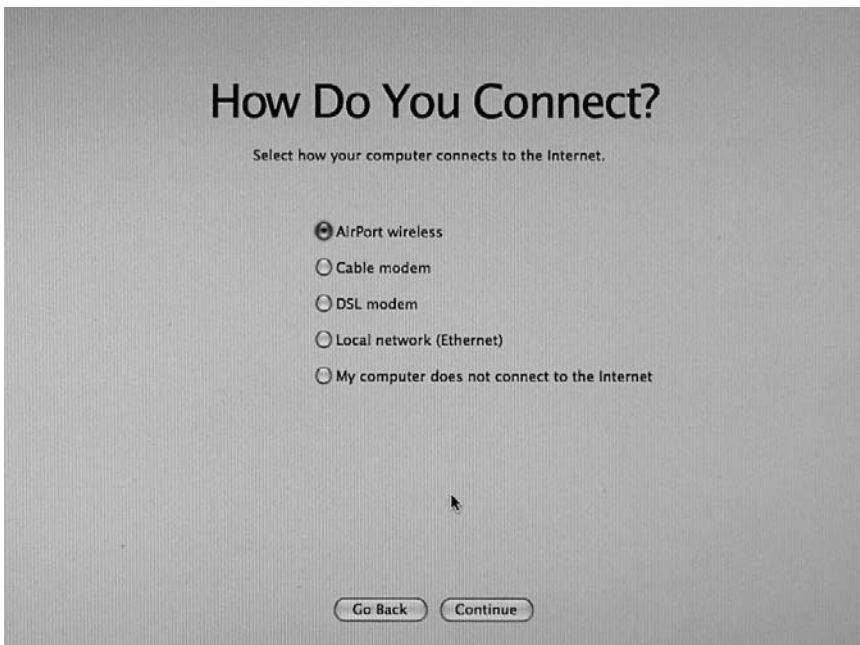 How Do You Connect?
Select how your computer connects to the Internet.
AirPort wireless
Cable modem
DSL modem
Local network (Ethernet)
My computer does not connect to the Internet
Go Back Continue